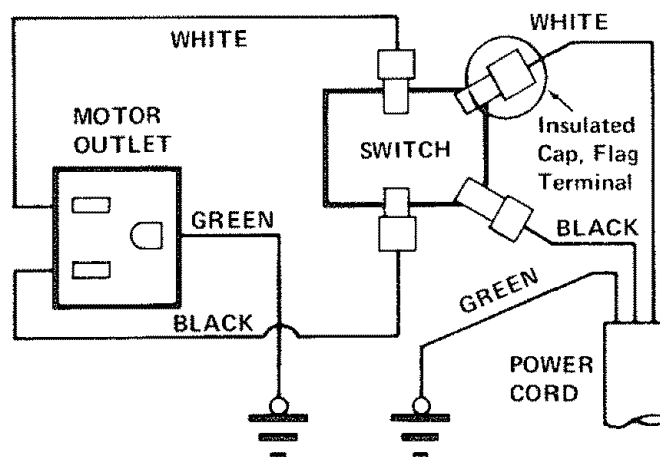 WHITE
WHITE
MOTOR
OUTLET
SWITCH
Insulated
Cap, Flag
Terminal
GREEN
BLACK
GREEN
BLACK
POWER
CORD